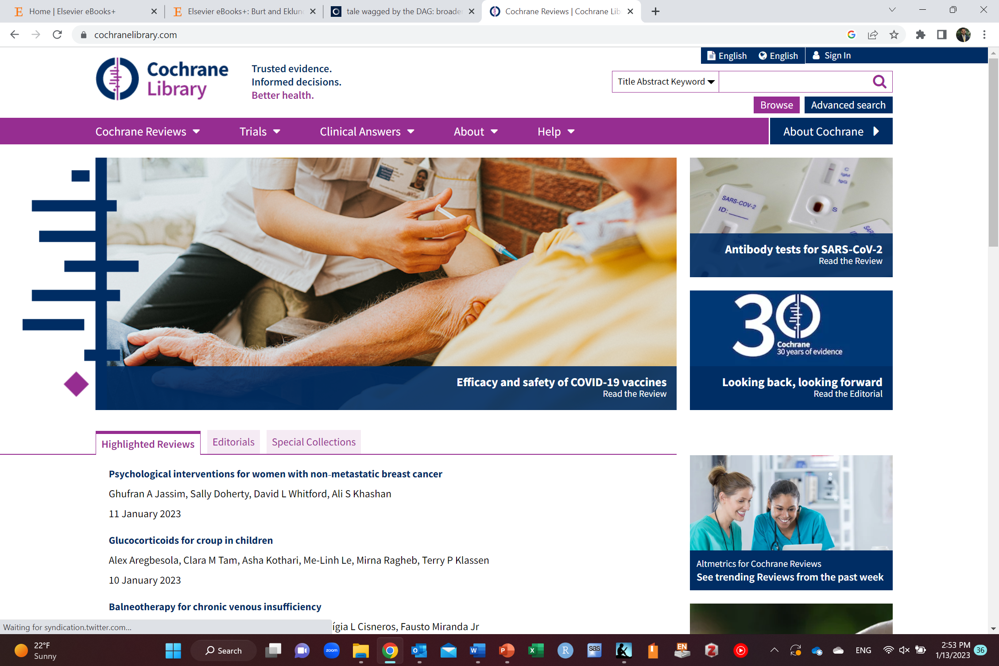 Home | Elsevier eBooks+
Elsevier eBooks+: Burt and Eklun
tale wagged by the DAG: broade
Cochrane Reviews | Cochrane Lib
cochranelibrary.com
English
English
Sign In
Cochrane
Library
Trusted evidence.
Informed decisions.
Better health.
Title Abstract Keyword
Browse
Advanced search
Cochrane Reviews
Trials
Clinical Answers
About
Help
About Cochrane
SARS-COV-2
ID:
C
IgM
IgG
S
Antibody tests for SARS-CoV-2
Read the Review
30
Cochrane
30 years of evidence
Efficacy and safety of COVID-19 vaccines
Read the Review
Looking back, looking forward
Read the Editorial
Highlighted Reviews
Editorials
Special Collections
Psychological interventions for women with non-metastatic breast cancer
Ghufran A Jassim, Sally Doherty, David L Whitford, Ali S Khashan
11 January 2023
Glucocorticoids for croup in children
Alex Aregbesola, Clara M Tam, Asha Kothari, Me-Linh Le, Mirna Ragheb, Terry P Klassen
10 January 2023
Altmetrics for Cochrane Reviews
See trending Reviews from the past week
Balneotherapy for chronic venous insufficiency
ígia L Cisneros, Fausto Miranda Jr
Waiting for syndication.twitter.com...
22°F
Sunny
Search
zoom
EN
sas
ENG
2:53 PM
1/13/2023
36